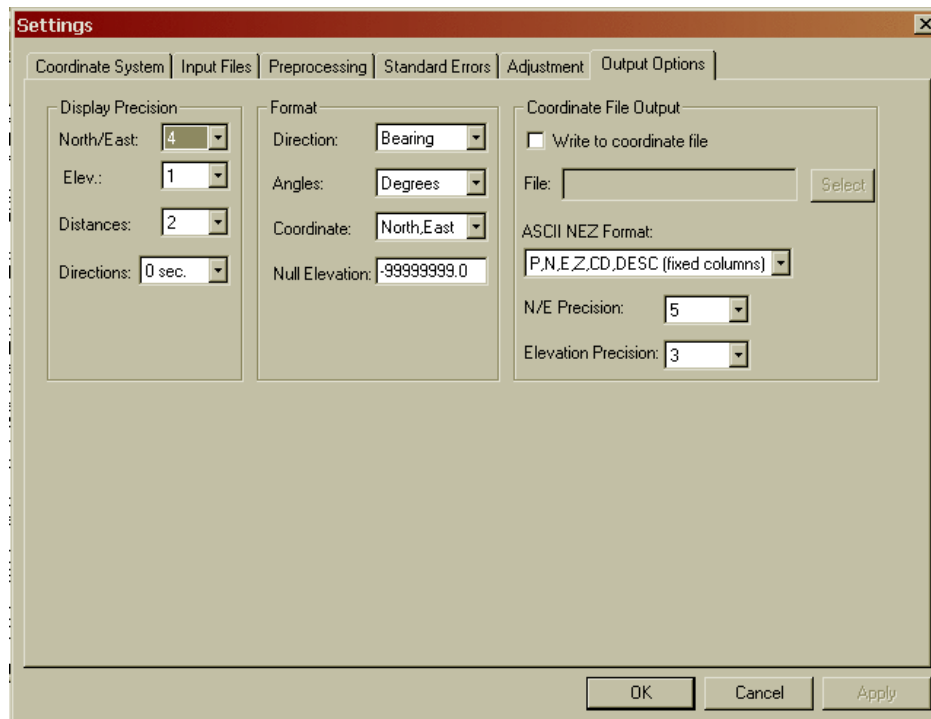 Settings
Coordinate System
Input Files
Preprocessing
Standard Errors
Adjustment
Output Options
Display Precision
North/East: 4
Elev.: 1
Distances: 2
Directions: 0 sec.
Format
Direction: Bearing
Angles: Degrees
Coordinate: North,East
Null Elevation: -99999999.0
Coordinate File Output
Write to coordinate file
File: Select
ASCII NEZ Format:
P,N,E,Z,CD,DESC (fixed columns)
N/E Precision: 5
Elevation Precision: 3
OK
Cancel
Apply